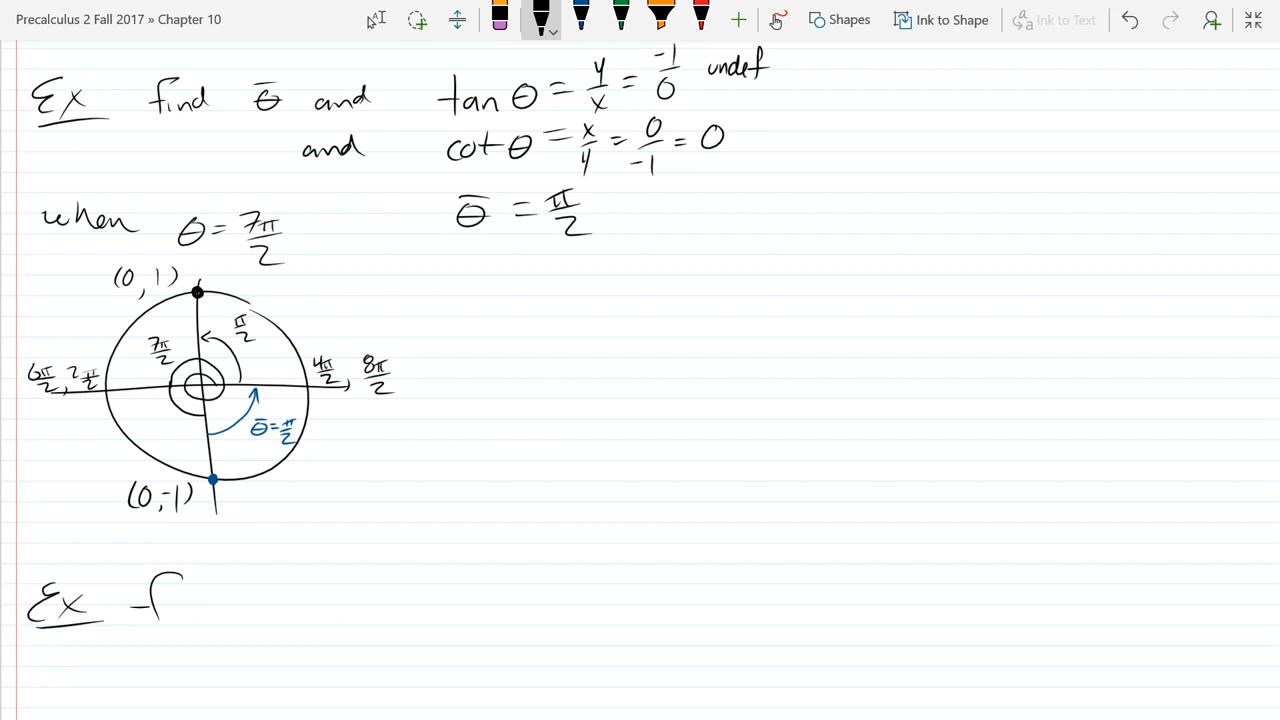 Precalculus 2 Fall 2017 » Chapter 10
Shapes
Ink to Shape
Ink to Text
Ex find θ̅ and tan θ = y/x = -1/0 undef
and cot θ = x/y = 0/-1 = 0
when θ = 7π/2
θ̅ = π/2
(0, 1)
π/2
7π/2
6π/2, 2π/2
4π/2, 8π/2
θ̅ = π/2
(0, -1)
Ex f